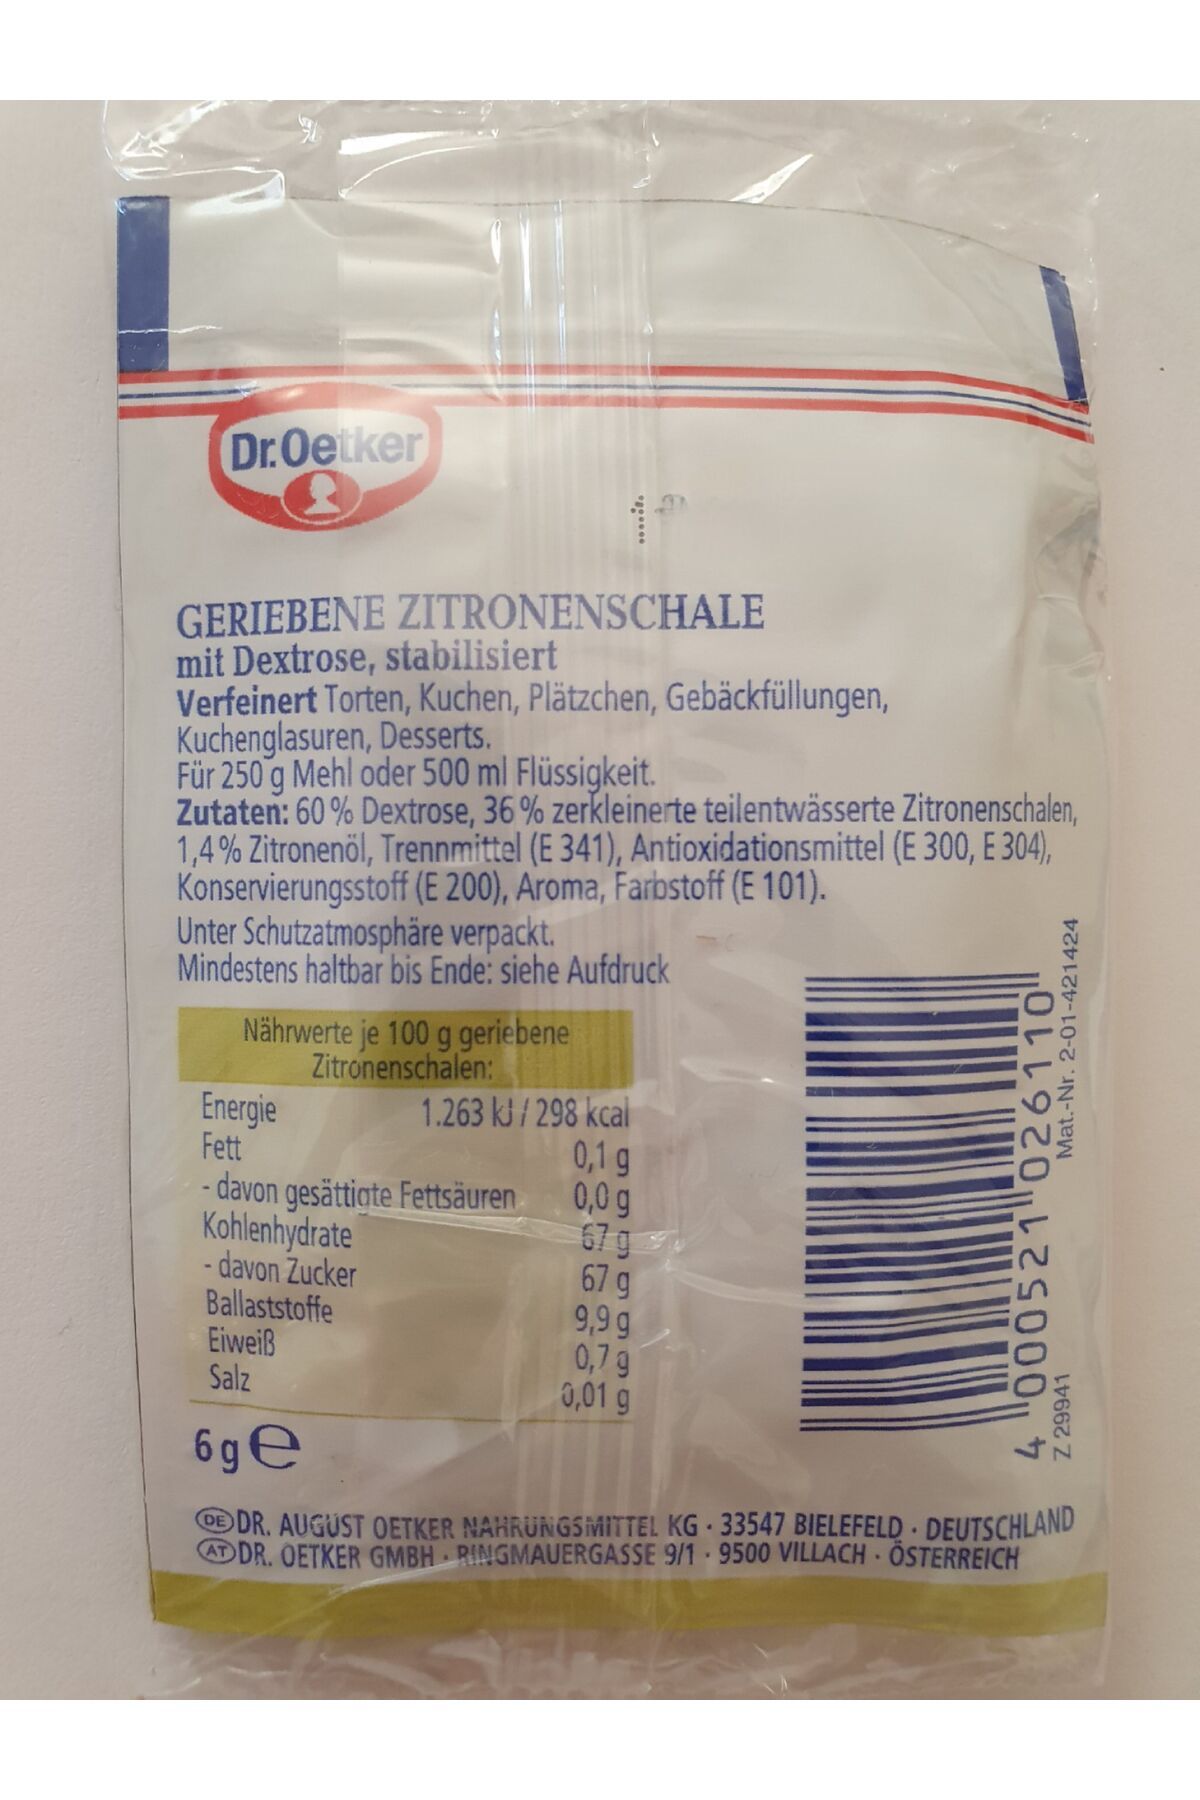 Dr.Oetker
GERIEBENE ZITRONENSCHALE
mit Dextrose, stabilisiert
Verfeinert Torten, Kuchen, Plätzchen, Gebäckfüllungen,
Kuchenglasuren, Desserts.
Für 250 g Mehl oder 500 ml Flüssigkeit.
Zutaten: 60 % Dextrose, 36 % zerkleinerte teilentwässerte Zitronenschalen,
1,4 % Zitronenöl, Trennmittel (E 341), Antioxidationsmittel (E 300, E 304),
Konservierungsstoff (E 200), Aroma, Farbstoff (E 101).
Unter Schutzatmosphäre verpackt.
Mindestens haltbar bis Ende: siehe Aufdruck
Nährwerte je 100 g geriebene
Zitronenschalen:
Energie 1.263 kJ / 298 kcal
Fett 0,1 g
- davon gesättigte Fettsäuren 0,0 g
Kohlenhydrate 67 g
- davon Zucker 67 g
Ballaststoffe 9,9 g
Eiweiß 0,7 g
Salz 0,01 g
6 g e
4 000521 026110
Z 29941 Mat.-Nr. 2-01-421424
DE DR. AUGUST OETKER NAHRUNGSMITTEL KG · 33547 BIELEFELD · DEUTSCHLAND
AT DR. OETKER GMBH · RINGMAUERGASSE 9/1 · 9500 VILLACH · ÖSTERREICH